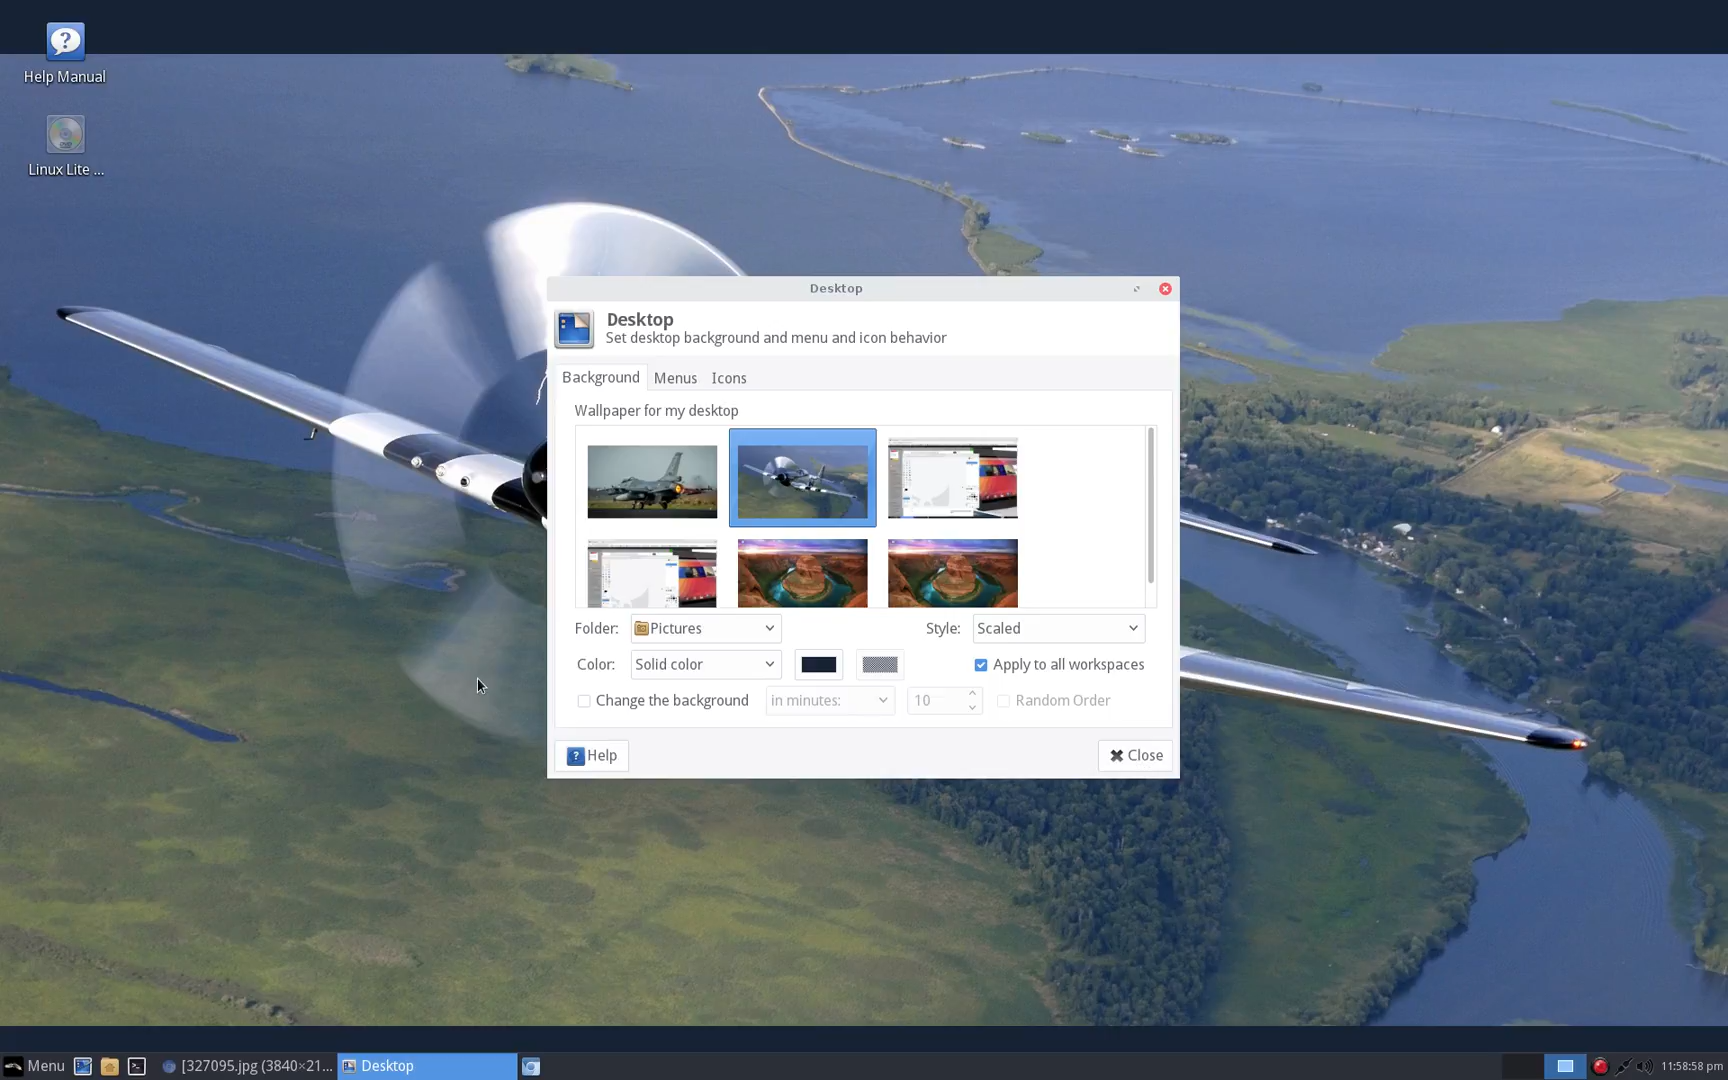 Help Manual
Linux Lite ...
Desktop
Desktop
Set desktop background and menu and icon behavior
Background Menus Icons
Wallpaper for my desktop
Folder: Pictures Style: Scaled
Color: Solid color Apply to all workspaces
Change the background in minutes: 10 Random Order
Help Close
Menu [327095.jpg (3840×21... Desktop 11:58:58 pm